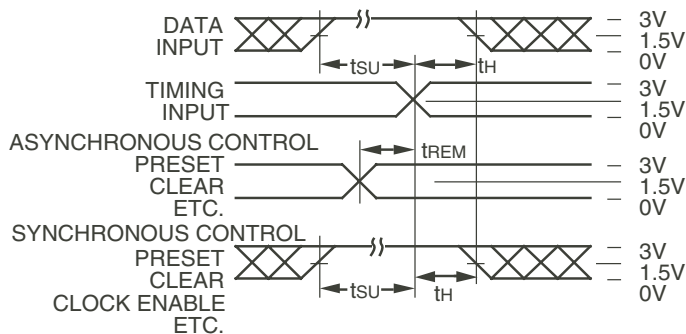 DATA
INPUT
tSU
tH
3V
1.5V
0V
TIMING
INPUT
3V
1.5V
0V
ASYNCHRONOUS CONTROL
PRESET
CLEAR
ETC.
tREM
3V
1.5V
0V
SYNCHRONOUS CONTROL
PRESET
CLEAR
CLOCK ENABLE
ETC.
tSU
tH
3V
1.5V
0V